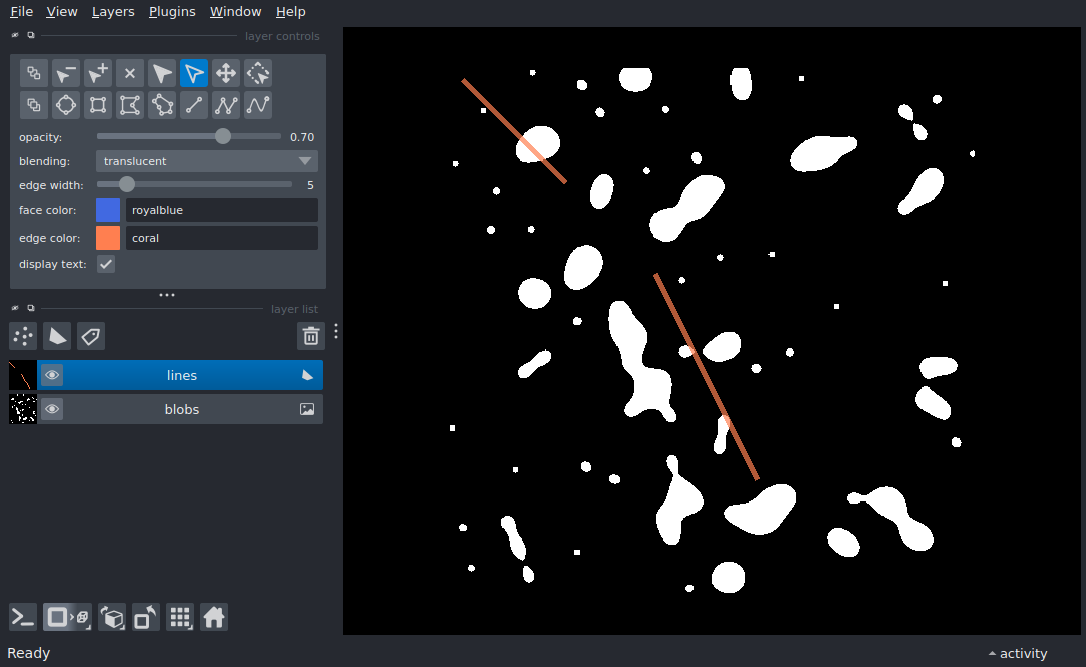 File View Layers Plugins Window Help
layer controls
opacity: 0.70
blending: translucent
edge width: 5
face color: royalblue
edge color: coral
display text:
layer list
lines
blobs
Ready activity